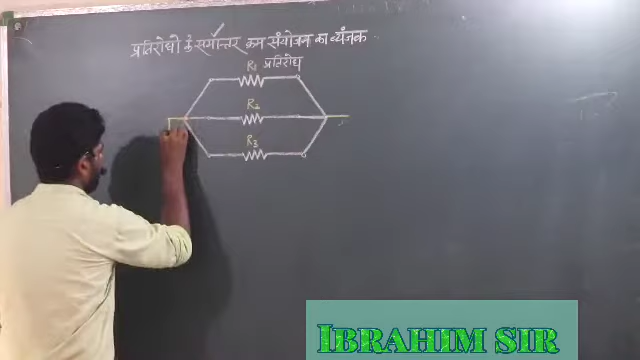 प्रतिरोधो के समान्तर क्रम संयोजन का व्यंजक
R₁ प्रतिरोध
R₂
R₃
IBRAHIM SIR